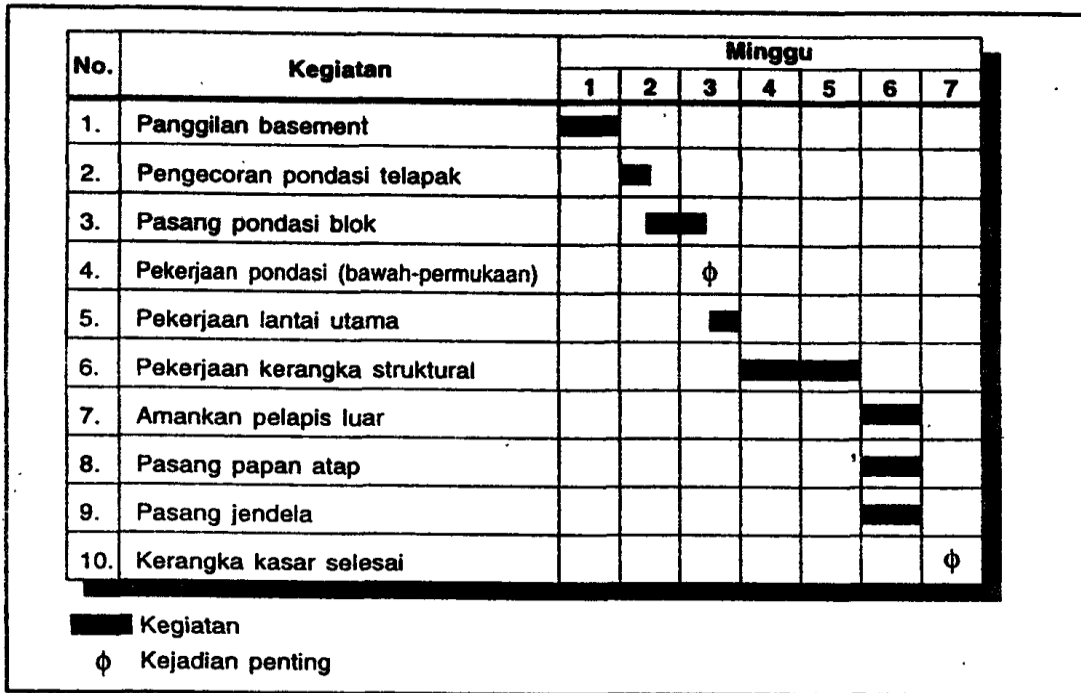 No. Kegiatan Minggu
1 2 3 4 5 6 7
1. Panggilan basement
2. Pengecoran pondasi telapak
3. Pasang pondasi blok
4. Pekerjaan pondasi (bawah-permukaan) ϕ
5. Pekerjaan lantai utama
6. Pekerjaan kerangka struktural
7. Amankan pelapis luar
8. Pasang papan atap
9. Pasang jendela
10. Kerangka kasar selesai ϕ
Kegiatan
ϕ Kejadian penting